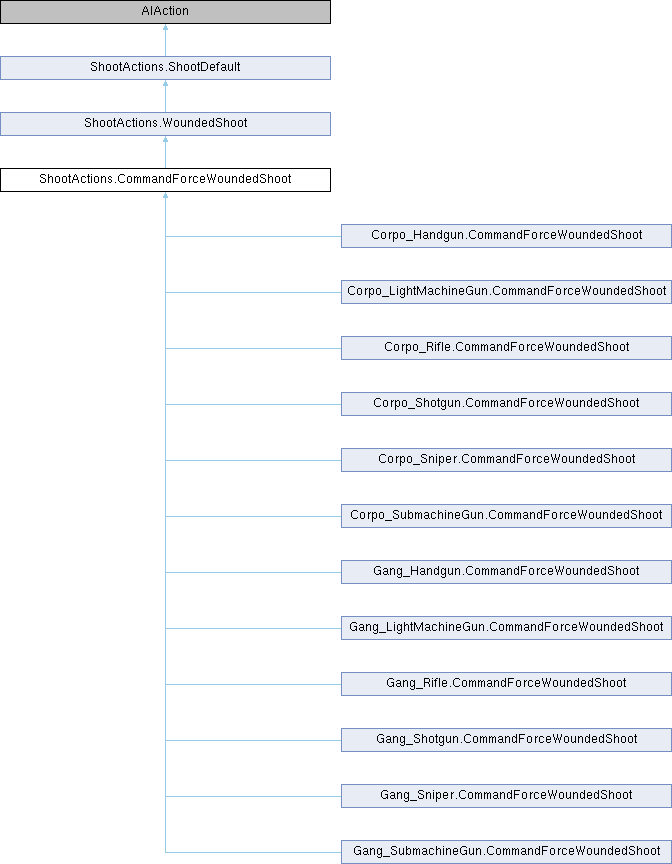 AIAction
ShootActions.ShootDefault
ShootActions.WoundedShoot
ShootActions.CommandForceWoundedShoot
Corpo_Handgun.CommandForceWoundedShoot
Corpo_LightMachineGun.CommandForceWoundedShoot
Corpo_Rifle.CommandForceWoundedShoot
Corpo_Shotgun.CommandForceWoundedShoot
Corpo_Sniper.CommandForceWoundedShoot
Corpo_SubmachineGun.CommandForceWoundedShoot
Gang_Handgun.CommandForceWoundedShoot
Gang_LightMachineGun.CommandForceWoundedShoot
Gang_Rifle.CommandForceWoundedShoot
Gang_Shotgun.CommandForceWoundedShoot
Gang_Sniper.CommandForceWoundedShoot
Gang_SubmachineGun.CommandForceWoundedShoot